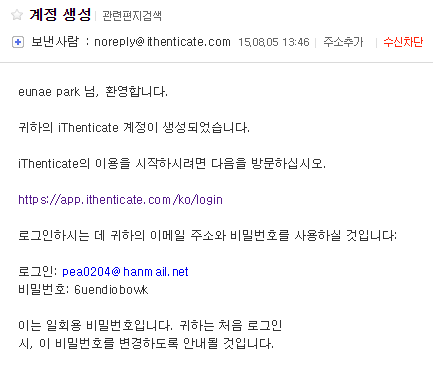 계정 생성 | 관련편지검색
보낸사람 : noreply@ithenticate.com 15,08,05 13:46 | 주소추가 | 수신차단
eunae park 님, 환영합니다.
귀하의 iThenticate 계정이 생성되었습니다.
iThenticate의 이용을 시작하시려면 다음을 방문하십시오.
https://app.ithenticate.com/ko/login
로그인하시는 데 귀하의 이메일 주소와 비밀번호를 사용하실 것입니다:
로그인: pea0204@hanmail.net
비밀번호: 6uendiobowk
이는 일회용 비밀번호입니다. 귀하는 처음 로그인
시, 이 비밀번호를 변경하도록 안내될 것입니다.